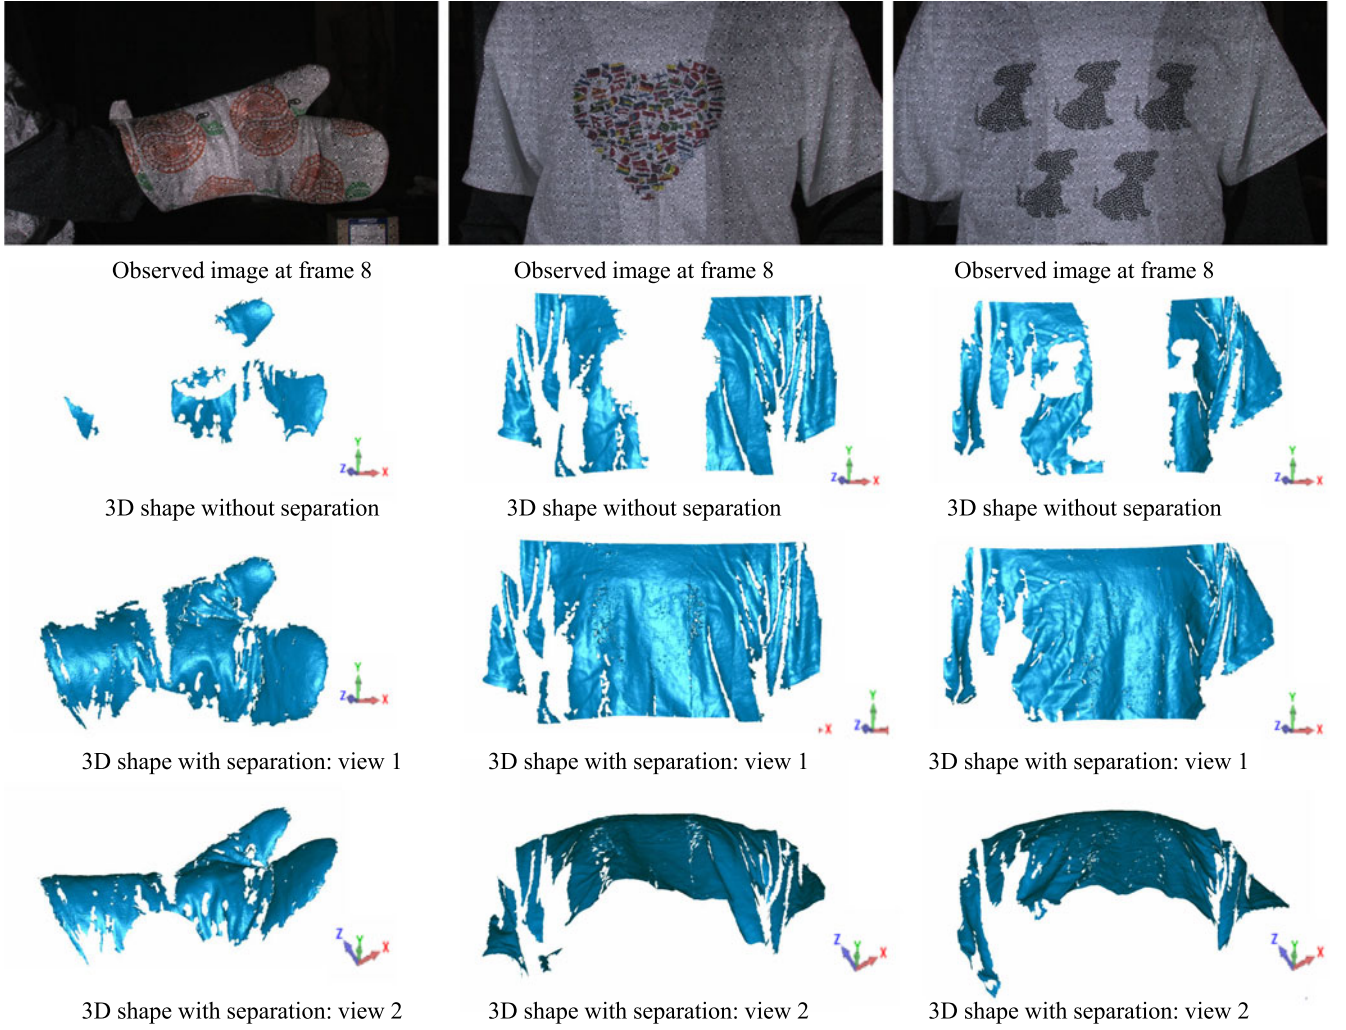 Observed image at frame 8 Observed image at frame 8 Observed image at frame 8
Y Z X Y Z X Y Z X
3D shape without separation 3D shape without separation 3D shape without separation
Y Z X X Y Z Y Z X
3D shape with separation: view 1 3D shape with separation: view 1 3D shape with separation: view 1
Z Y X Z Y X Z Y X
3D shape with separation: view 2 3D shape with separation: view 2 3D shape with separation: view 2